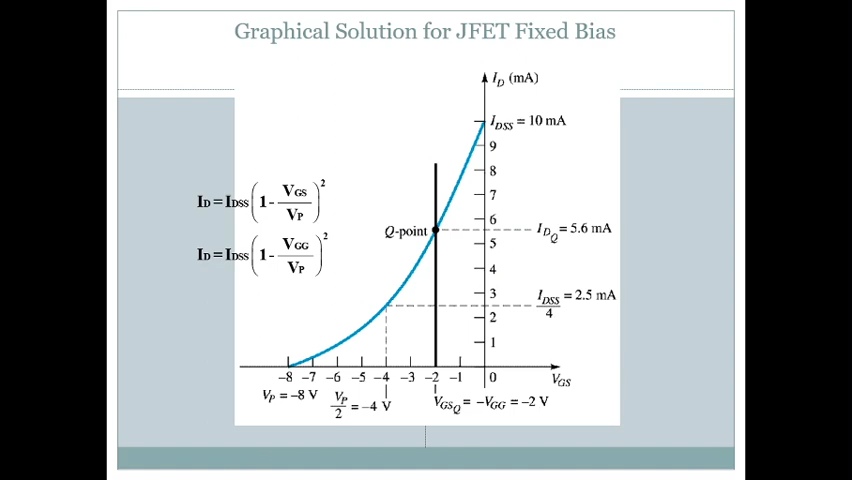 Graphical Solution for JFET Fixed Bias
I_D (mA)
I_DSS = 10 mA
9
8
7
6
5
4
3
2
1
I_D = I_DSS (1 - V_GS / V_P)²
I_D = I_DSS (1 - V_GG / V_P)²
Q-point
I_DQ = 5.6 mA
I_DSS / 4 = 2.5 mA
–8 –7 –6 –5 –4 –3 –2 –1 0
V_GS
V_P = –8 V
V_P / 2 = –4 V
V_GSQ = –V_GG = –2 V